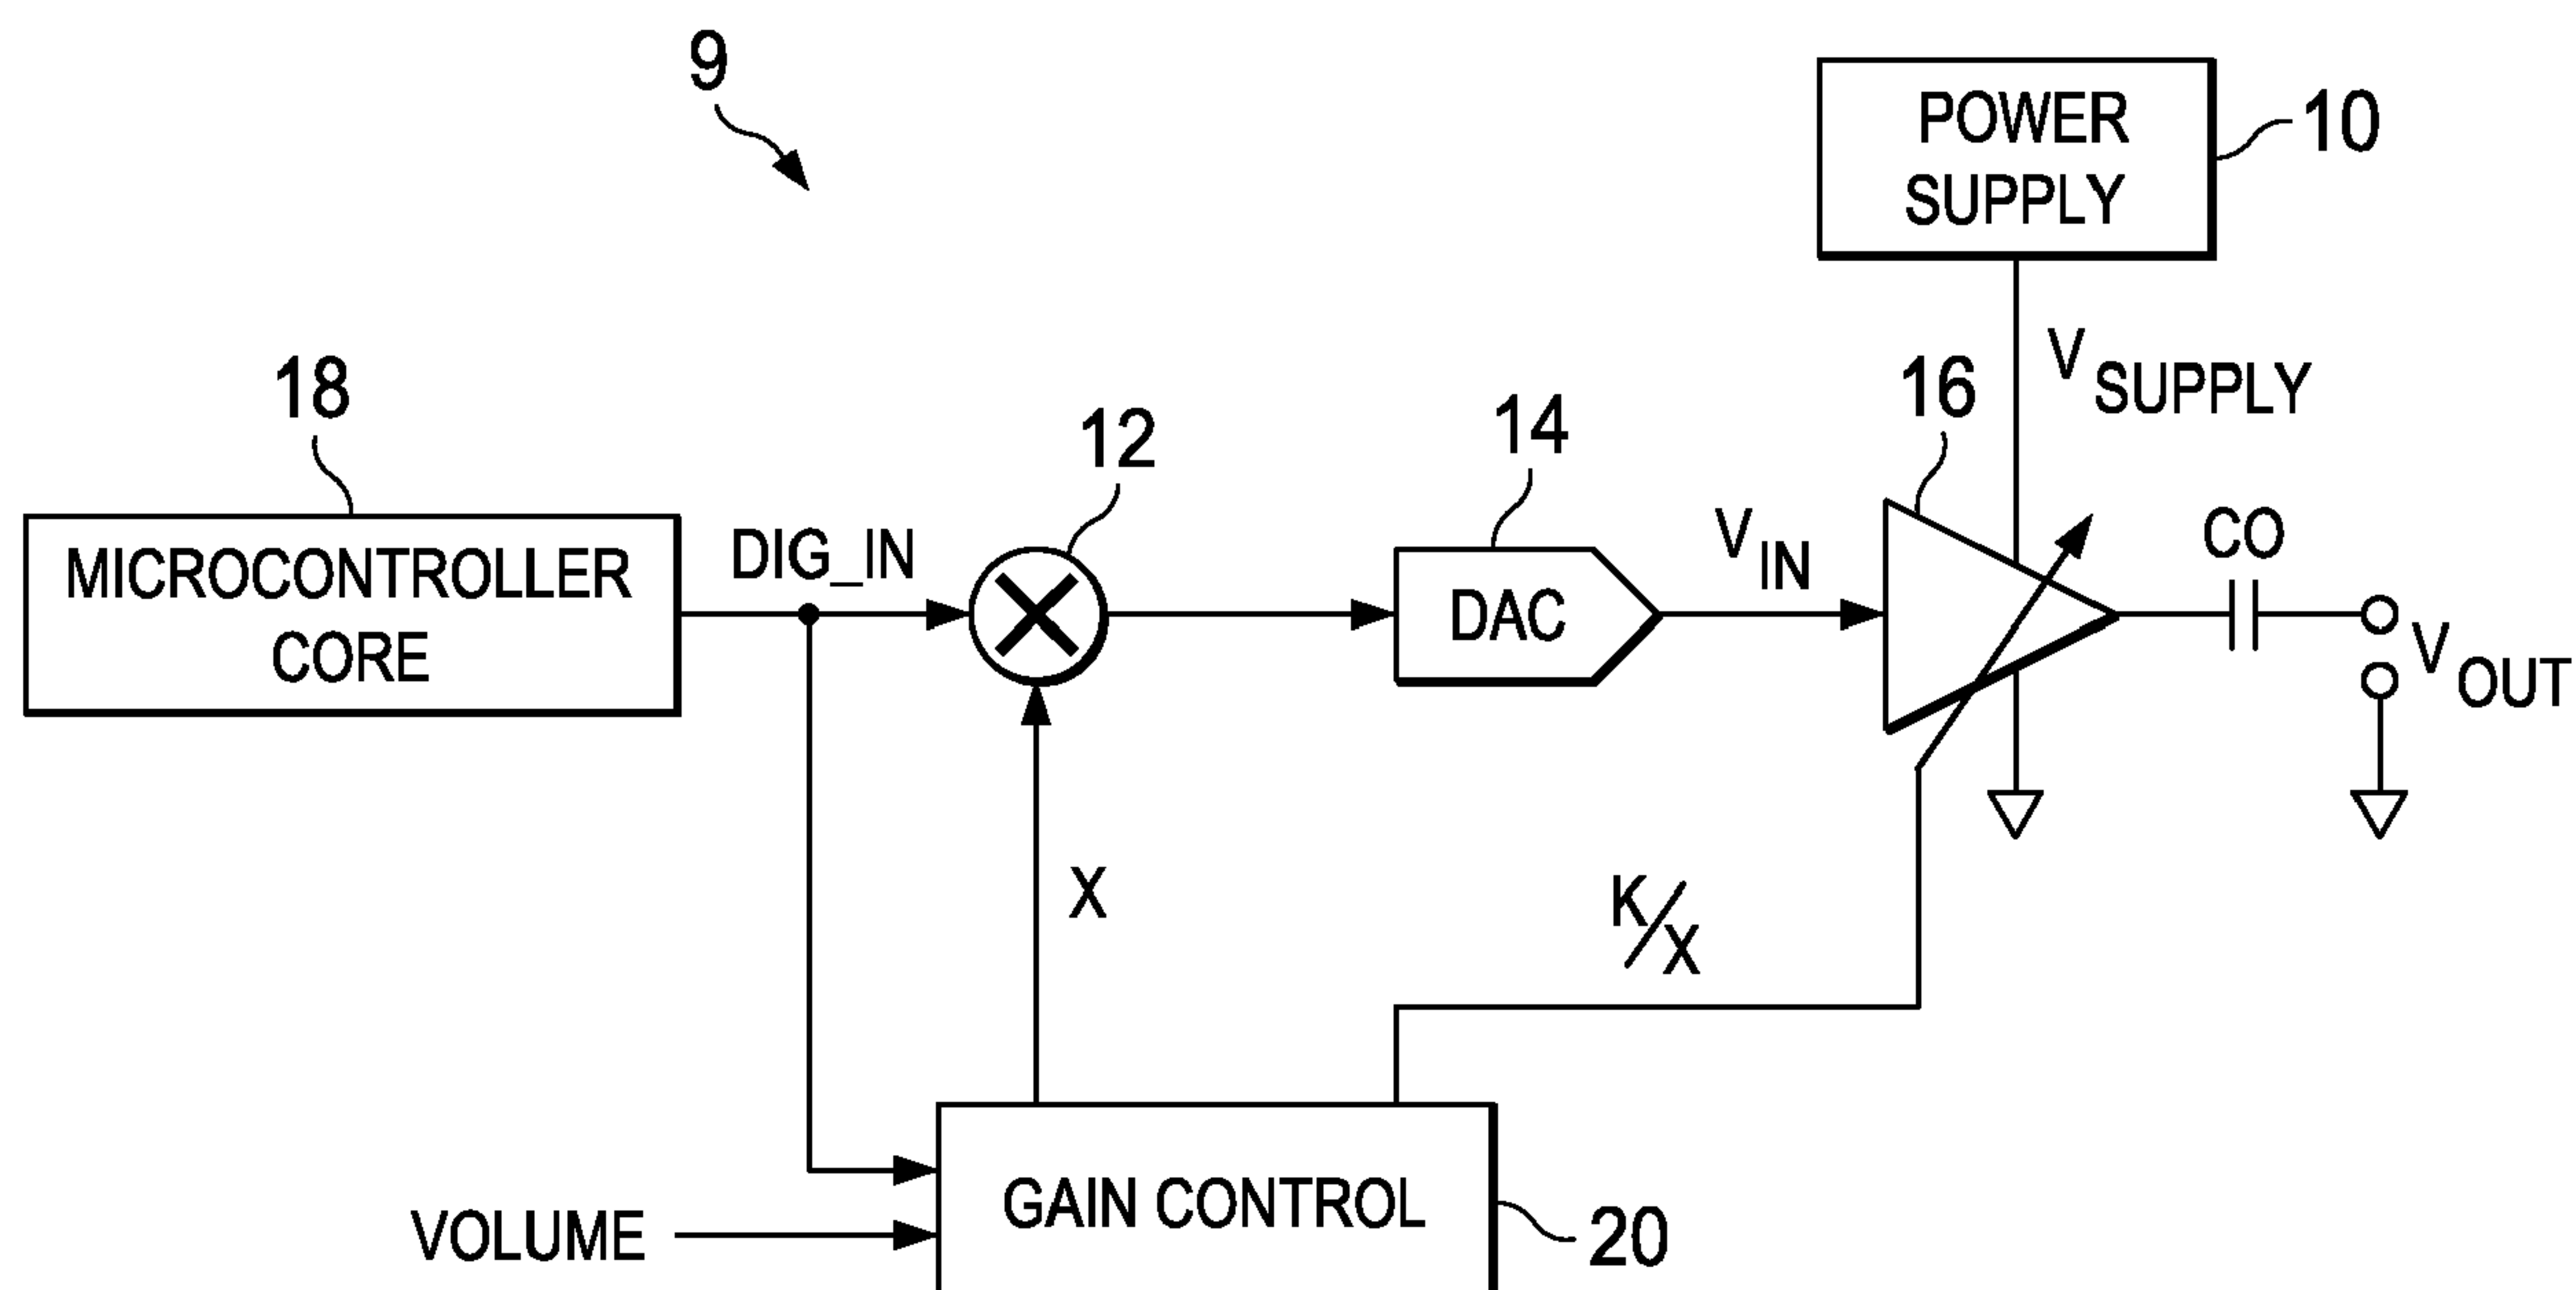 9
POWER
SUPPLY
10
V SUPPLY
18
12
14
16
MICROCONTROLLER
CORE
DIG_IN
DAC
V IN
CO
V OUT
X
K/X
GAIN CONTROL
VOLUME
20